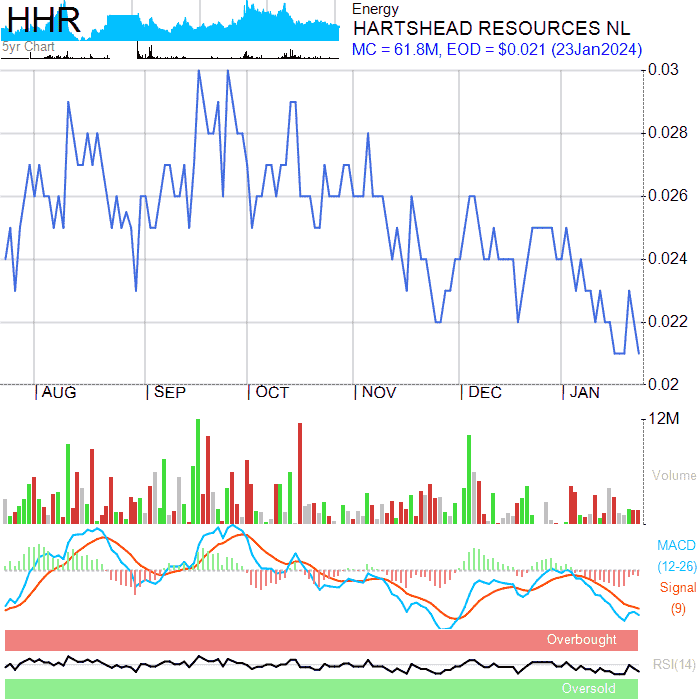 HHR
5yr Chart
Energy
HARTSHEAD RESOURCES NL
MC = 61.8M, EOD = $0.021 (23Jan2024)
0.03
0.028
0.026
0.024
0.022
0.02
AUG SEP OCT NOV DEC JAN
12M
Volume
MACD
(12-26)
Signal
(9)
Overbought
RSI(14)
Oversold